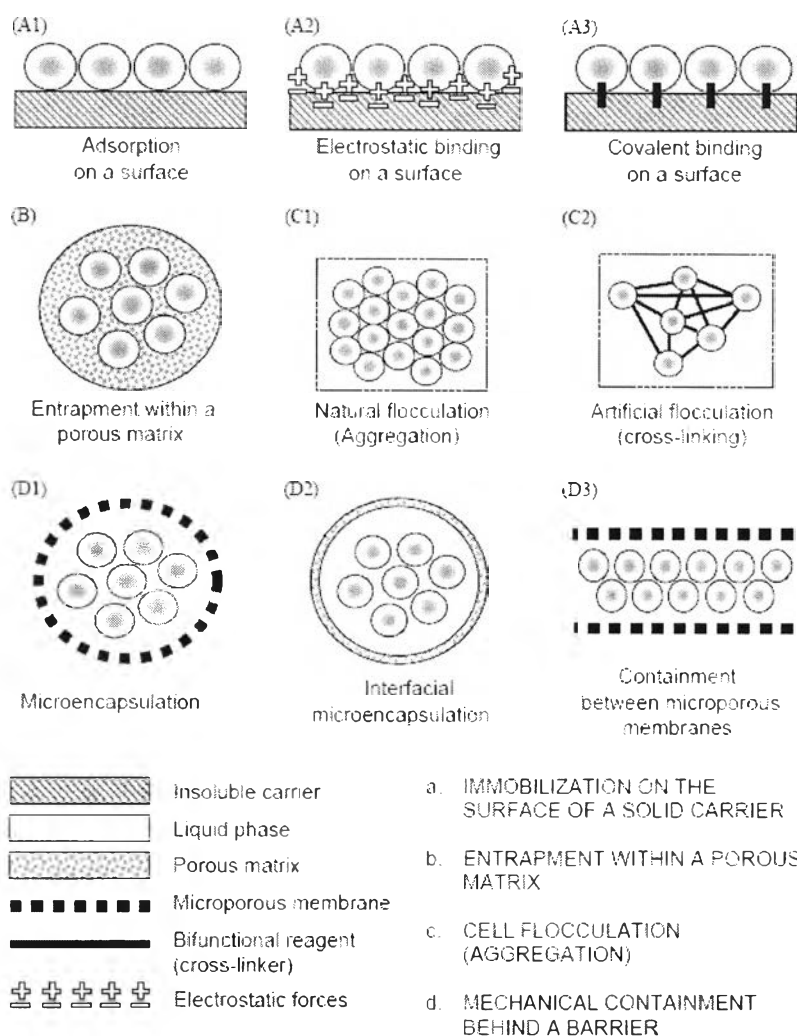 (A1)
(A2)
(A3)
Adsorption
on a surface
Electrostatic binding
on a surface
Covalent binding
on a surface
(B)
(C1)
(C2)
Entrapment within a
porous matrix
Natural flocculation
(Aggregation)
Artificial flocculation
(cross-linking)
(D1)
(D2)
(D3)
Microencapsulation
Interfacial
microencapsulation
Containment
between microporous
membranes
Insoluble carrier
Liquid phase
Porous matrix
Microporous membrane
Bifunctional reagent
(cross-linker)
Electrostatic forces
a. IMMOBILIZATION ON THE
SURFACE OF A SOLID CARRIER
b. ENTRAPMENT WITHIN A POROUS
MATRIX
c. CELL FLOCCULATION
(AGGREGATION)
d. MECHANICAL CONTAINMENT
BEHIND A BARRIER